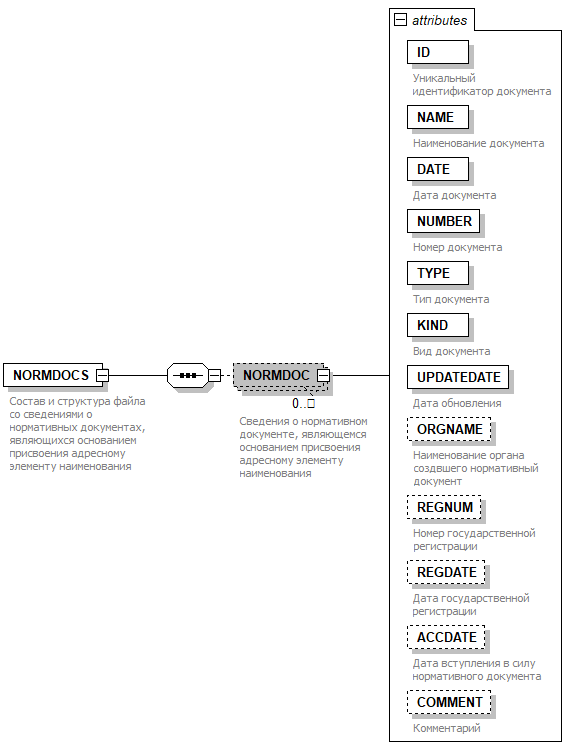 attributes
ID
Уникальный
идентификатор документа
NAME
Наименование документа
DATE
Дата документа
NUMBER
Номер документа
TYPE
Тип документа
KIND
Вид документа
UPDATEDATE
Дата обновления
ORGNAME
Наименование органа
создвшего нормативный
документ
REGNUM
Номер государственной
регистрации
REGDATE
Дата государственной
регистрации
ACCDATE
Дата вступления в силу
нормативного документа
COMMENT
Комментарий
NORMDOCS
Состав и структура файла
со сведениями о
нормативных документах,
являющихся основанием
присвоения адресному
элементу наименования
NORMDOC
0..□
Сведения о нормативном
документе, являющемся
основанием присвоения
адресному элементу
наименования